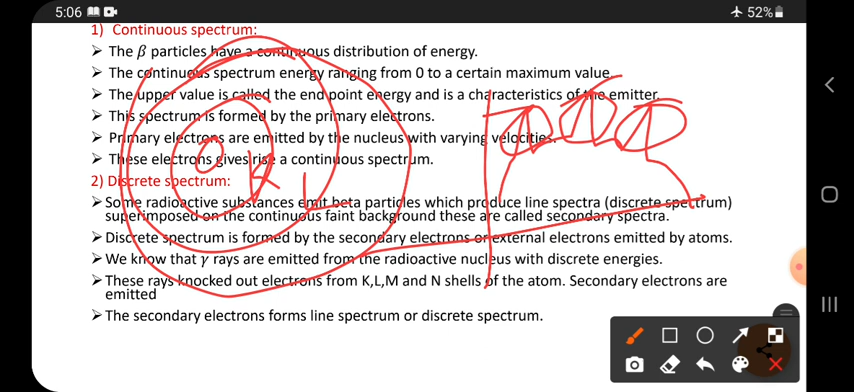 5:06
52%
1) Continuous spectrum:
➤ The β particles have a continuous distribution of energy.
➤ The continuous spectrum energy ranging from 0 to a certain maximum value.
➤ The upper value is called the end point energy and is a characteristics of the emitter.
➤ This spectrum is formed by the primary electrons.
➤ Primary electrons are emitted by the nucleus with varying velocities.
➤ These electrons gives rise a continuous spectrum.
2) Discrete spectrum:
➤ Some radioactive substances emit beta particles which produce line spectra (discrete spectrum)
superimposed on the continuous faint background these are called secondary spectra.
➤ Discrete spectrum is formed by the secondary electrons or external electrons emitted by atoms.
➤ We know that γ rays are emitted from the radioactive nucleus with discrete energies.
➤ These rays knocked out electrons from K,L,M and N shells of the atom. Secondary electrons are
emitted
➤ The secondary electrons forms line spectrum or discrete spectrum.
K L